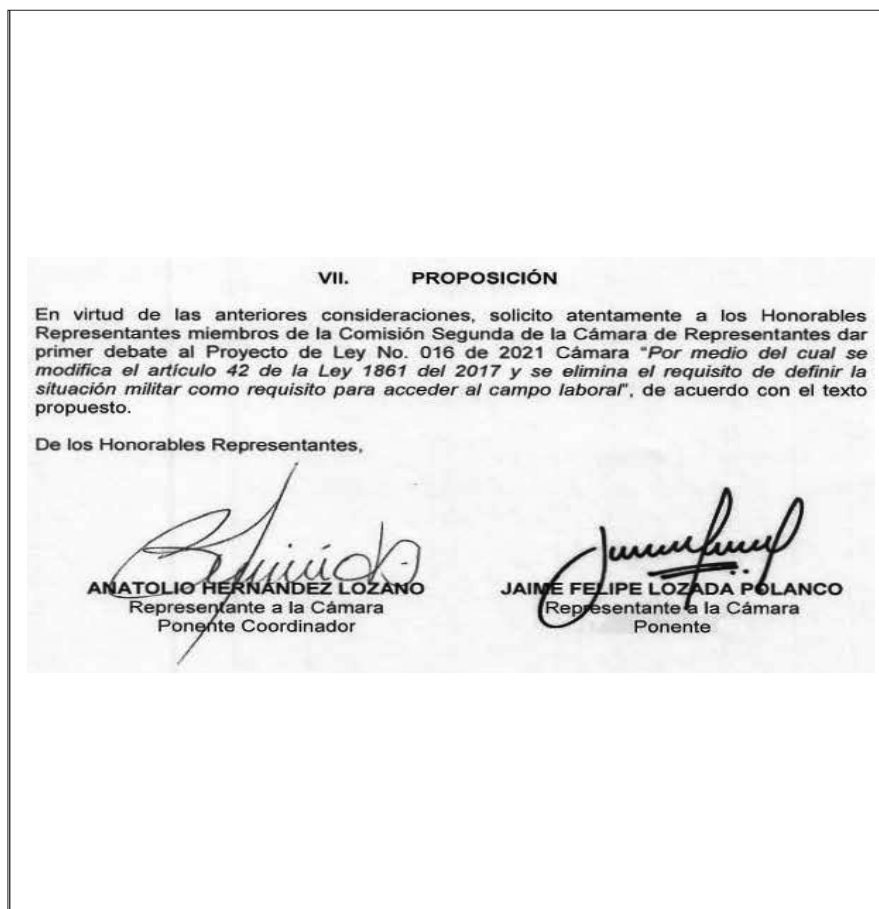 VII. PROPOSICIÓN
En virtud de las anteriores consideraciones, solicito atentamente a los Honorables
Representantes miembros de la Comisión Segunda de la Cámara de Representantes dar
primer debate al Proyecto de Ley No. 016 de 2021 Cámara "Por medio del cual se
modifica el artículo 42 de la Ley 1861 del 2017 y se elimina el requisito de definir la
situación militar como requisito para acceder al campo laboral", de acuerdo con el texto
propuesto.
De los Honorables Representantes,
ANATOLIO HERNÁNDEZ LOZANO
Representante a la Cámara
Ponente Coordinador
JAIME FELIPE LOZADA POLANCO
Representante a la Cámara
Ponente